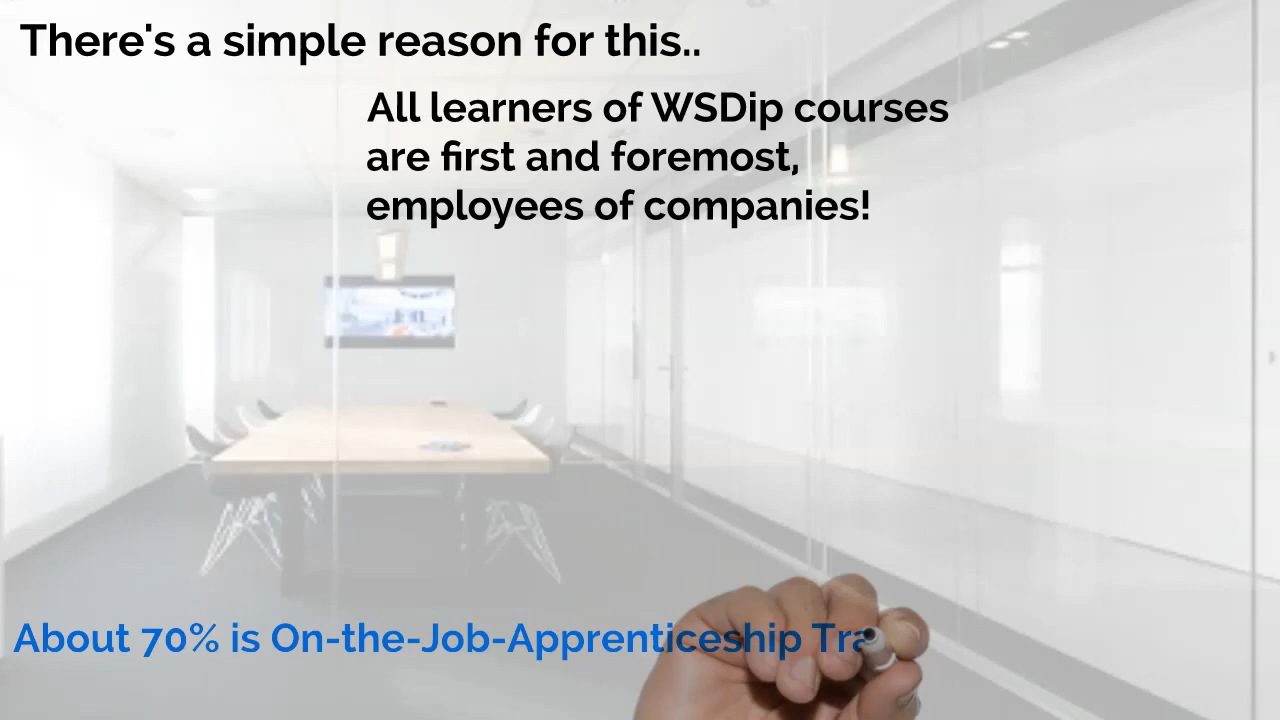 There's a simple reason for this..
All learners of WSDip courses
are first and foremost,
employees of companies!
About 70% is On-the-Job-Apprenticeship Tra